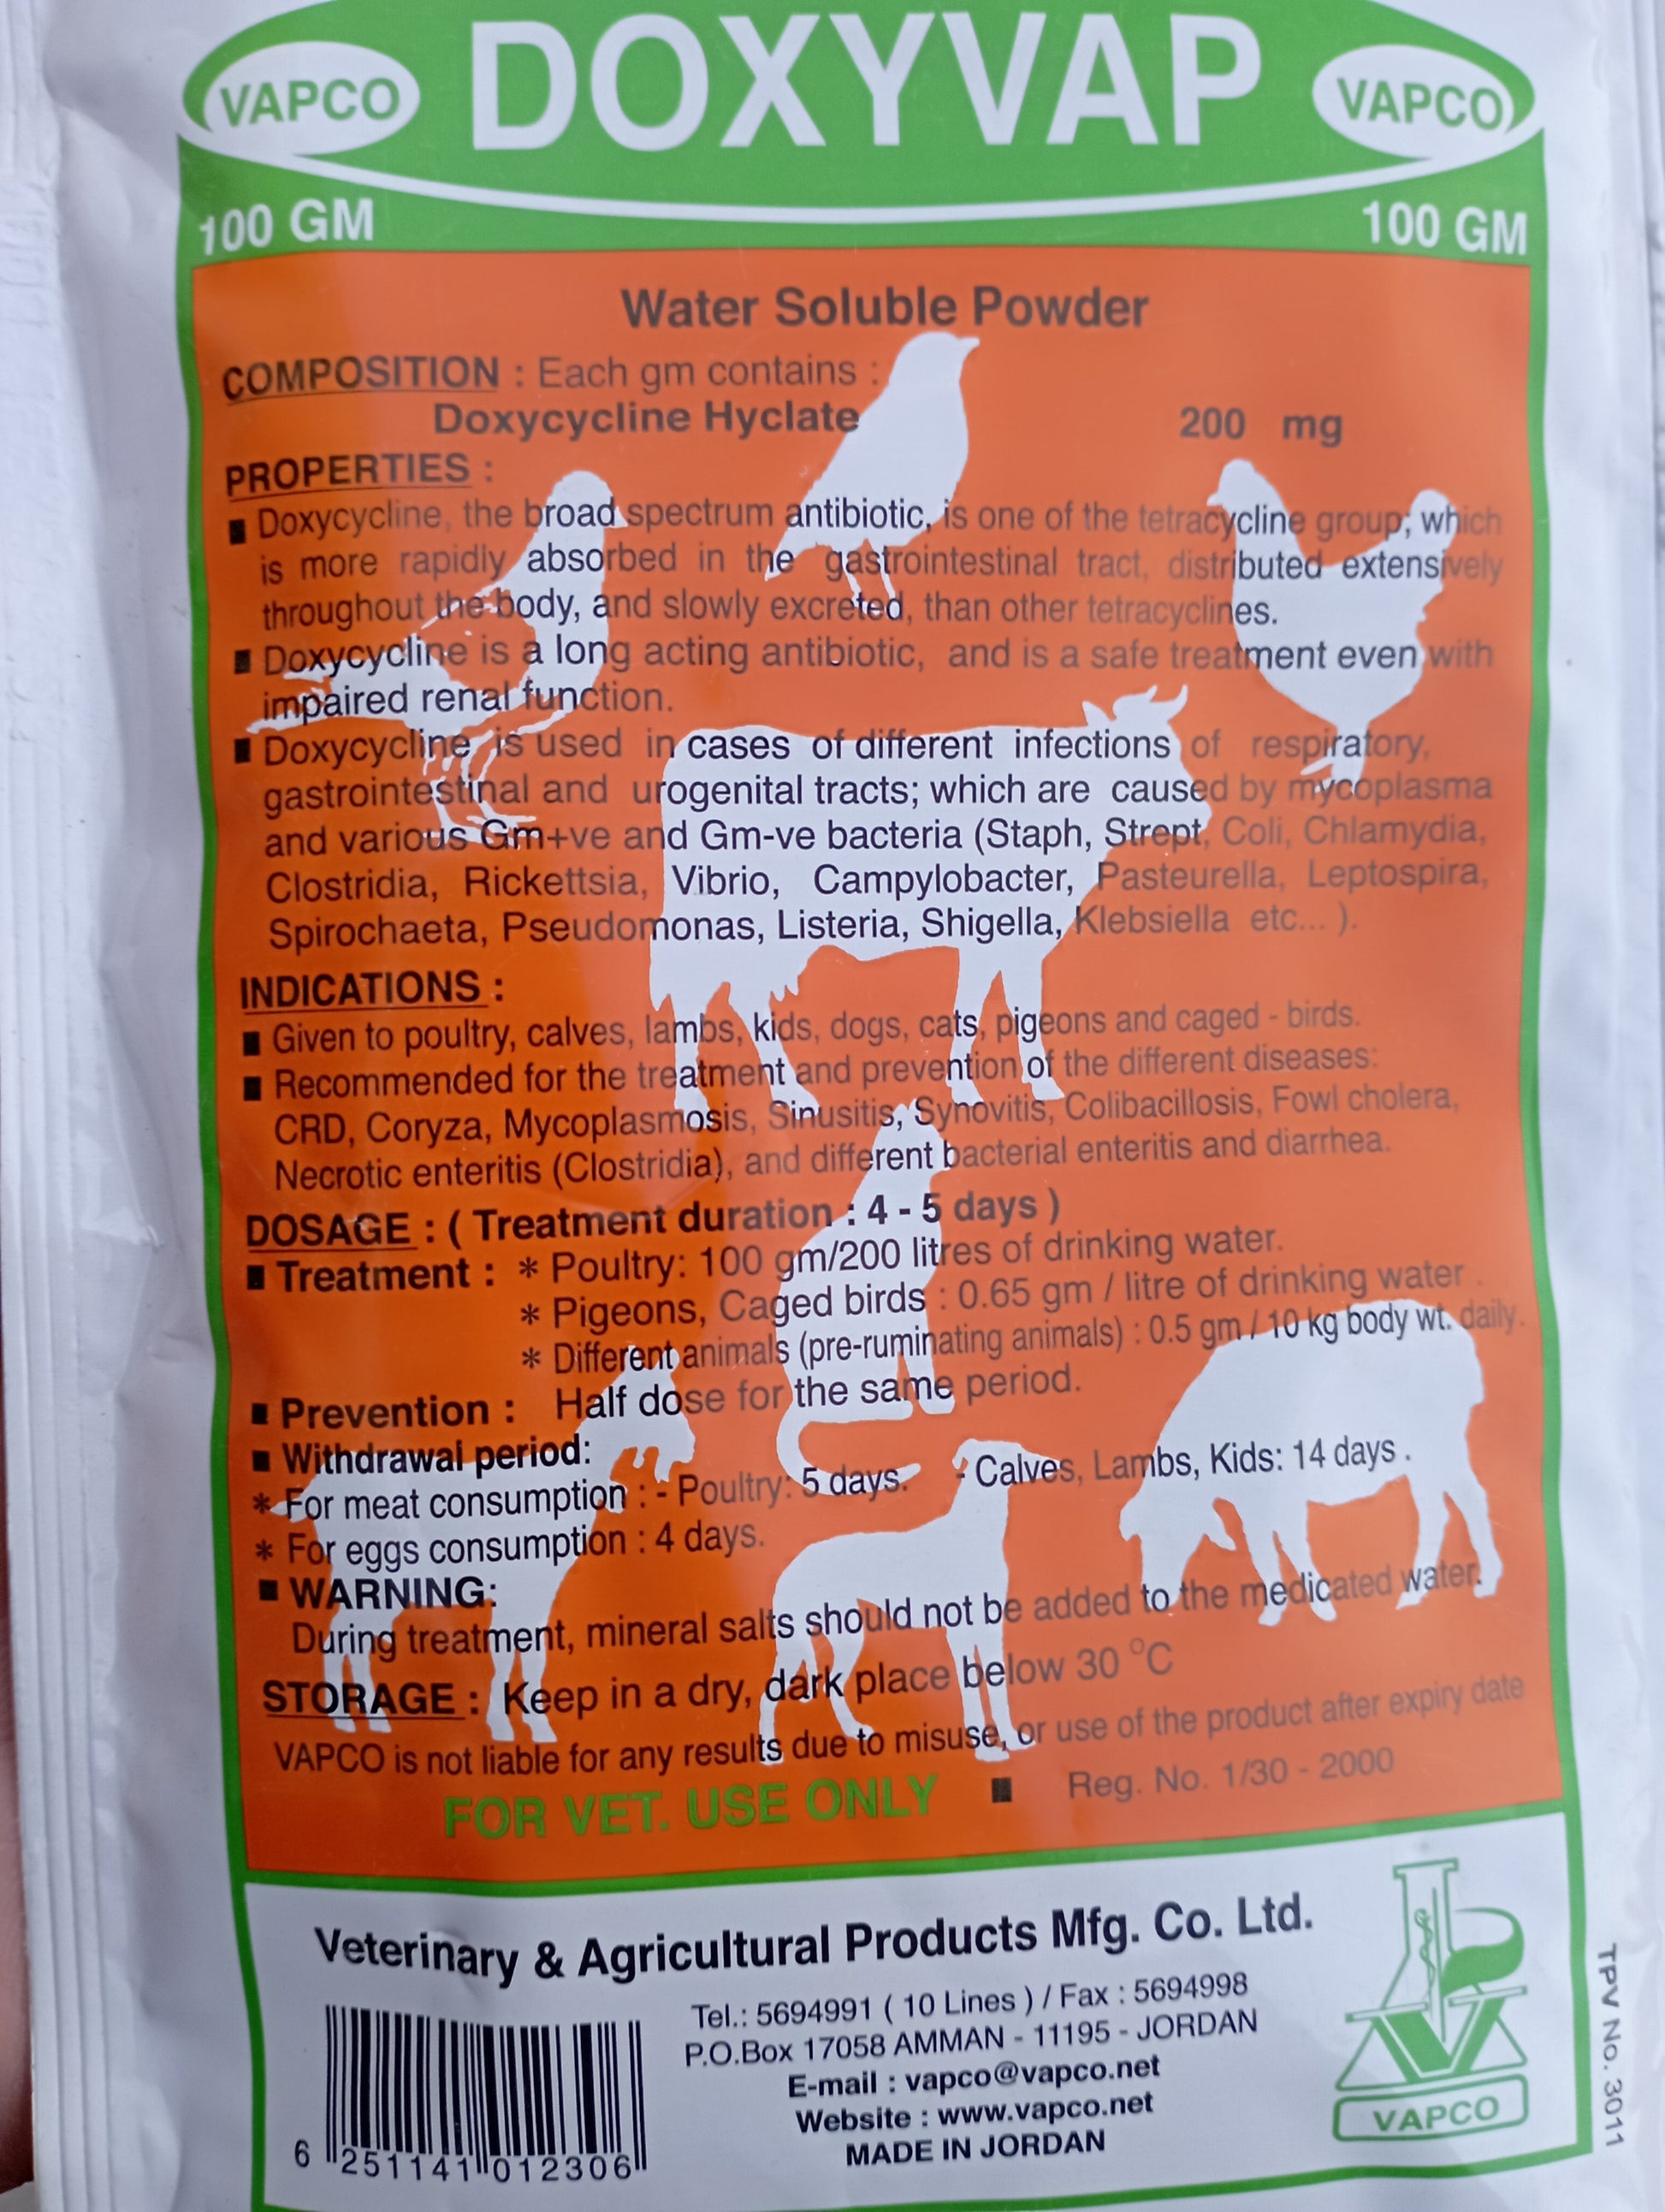 VAPCO DOXYVAP VAPCO
100 GM 100 GM
Water Soluble Powder
COMPOSITION : Each gm contains :
Doxycycline Hyclate 200 mg
PROPERTIES :
■ Doxycycline, the broad spectrum antibiotic, is one of the tetracycline group; which
is more rapidly absorbed in the gastrointestinal tract, distributed extensively
throughout the body, and slowly excreted, than other tetracyclines.
■ Doxycycline is a long acting antibiotic, and is a safe treatment even with
impaired renal function.
■ Doxycycline is used in cases of different infections of respiratory,
gastrointestinal and urogenital tracts; which are caused by mycoplasma
and various Gm+ve and Gm-ve bacteria (Staph, Strept, Coli, Chlamydia,
Clostridia, Rickettsia, Vibrio, Campylobacter, Pasteurella, Leptospira,
Spirochaeta, Pseudomonas, Listeria, Shigella, Klebsiella etc... ).
INDICATIONS :
■ Given to poultry, calves, lambs, kids, dogs, cats, pigeons and caged - birds.
■ Recommended for the treatment and prevention of the different diseases:
CRD, Coryza, Mycoplasmosis, Sinusitis, Synovitis, Colibacillosis, Fowl cholera,
Necrotic enteritis (Clostridia), and different bacterial enteritis and diarrhea.
DOSAGE : ( Treatment duration : 4 - 5 days )
■ Treatment : * Poultry: 100 gm/200 litres of drinking water.
* Pigeons, Caged birds : 0.65 gm / litre of drinking water .
* Different animals (pre-ruminating animals) : 0.5 gm / 10 kg body wt. daily.
■ Prevention : Half dose for the same period.
■ Withdrawal period:
* For meat consumption : - Poultry: 5 days. - Calves, Lambs, Kids: 14 days .
* For eggs consumption : 4 days.
■ WARNING:
During treatment, mineral salts should not be added to the medicated water.
STORAGE : Keep in a dry, dark place below 30 °C
VAPCO is not liable for any results due to misuse, or use of the product after expiry date
FOR VET. USE ONLY ■ Reg. No. 1/30 - 2000
Veterinary & Agricultural Products Mfg. Co. Ltd.
Tel.: 5694991 ( 10 Lines ) / Fax : 5694998
P.O.Box 17058 AMMAN - 11195 - JORDAN
E-mail : vapco@vapco.net
Website : www.vapco.net
MADE IN JORDAN
6 251141 012306
VAPCO
TPV No. 3011